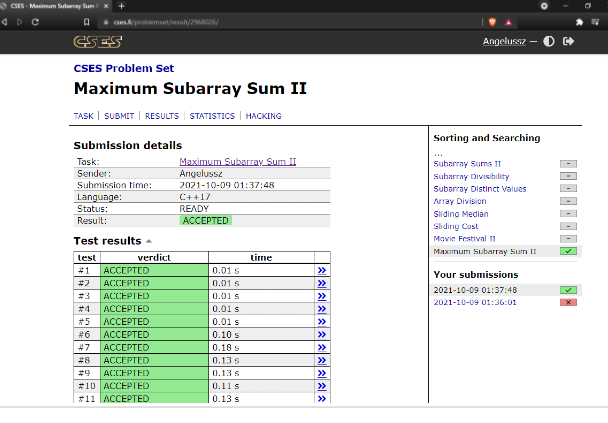 CSES - Maximum Subarray Sum II
cses.fi/problemset/result/2968026/
CSES
Angelussz —
CSES Problem Set
Maximum Subarray Sum II
TASK | SUBMIT | RESULTS | STATISTICS | HACKING
Submission details
Task: Maximum Subarray Sum II
Sender: Angelussz
Submission time: 2021-10-09 01:37:48
Language: C++17
Status: READY
Result: ACCEPTED
Test results
test verdict time
#1 ACCEPTED 0.01 s »
#2 ACCEPTED 0.01 s »
#3 ACCEPTED 0.01 s »
#4 ACCEPTED 0.01 s »
#5 ACCEPTED 0.01 s »
#6 ACCEPTED 0.10 s »
#7 ACCEPTED 0.18 s »
#8 ACCEPTED 0.13 s »
#9 ACCEPTED 0.13 s »
#10 ACCEPTED 0.11 s »
#11 ACCEPTED 0.13 s »
Sorting and Searching
...
Subarray Sums II
Subarray Divisibility
Subarray Distinct Values
Array Division
Sliding Median
Sliding Cost
Movie Festival II
Maximum Subarray Sum II
Your submissions
2021-10-09 01:37:48
2021-10-09 01:36:01